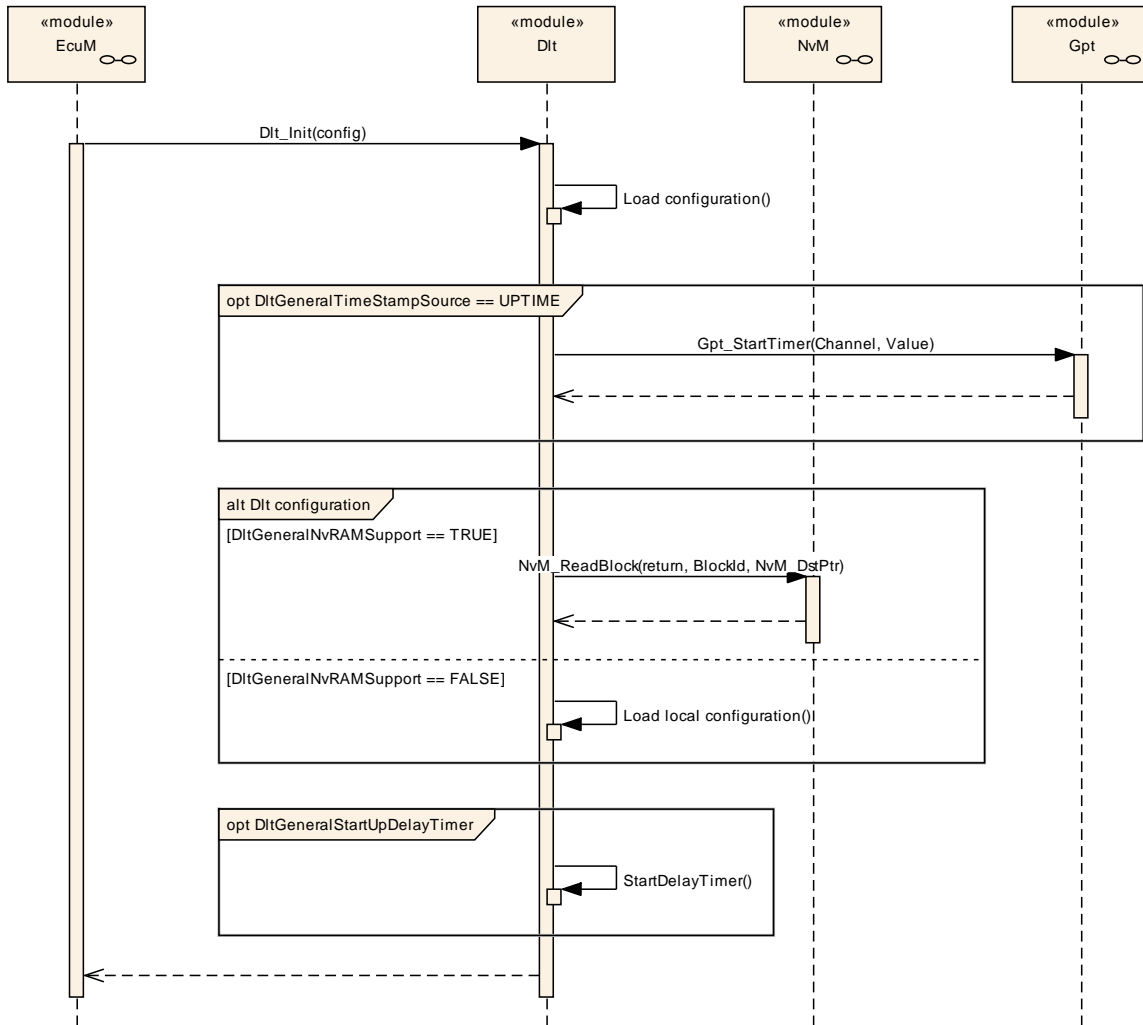 «module»
EcuM
«module»
Dlt
«module»
NvM
«module»
Gpt
Dlt_Init(config)
Load configuration()
opt DltGeneralTimeStampSource == UPTIME
Gpt_StartTimer(Channel, Value)
alt Dlt configuration
[DltGeneralNvRAMSupport == TRUE]
NvM_ReadBlock(return, BlockId, NvM_DstPtr)
[DltGeneralNvRAMSupport == FALSE]
Load local configuration()
opt DltGeneralStartUpDelayTimer
StartDelayTimer()